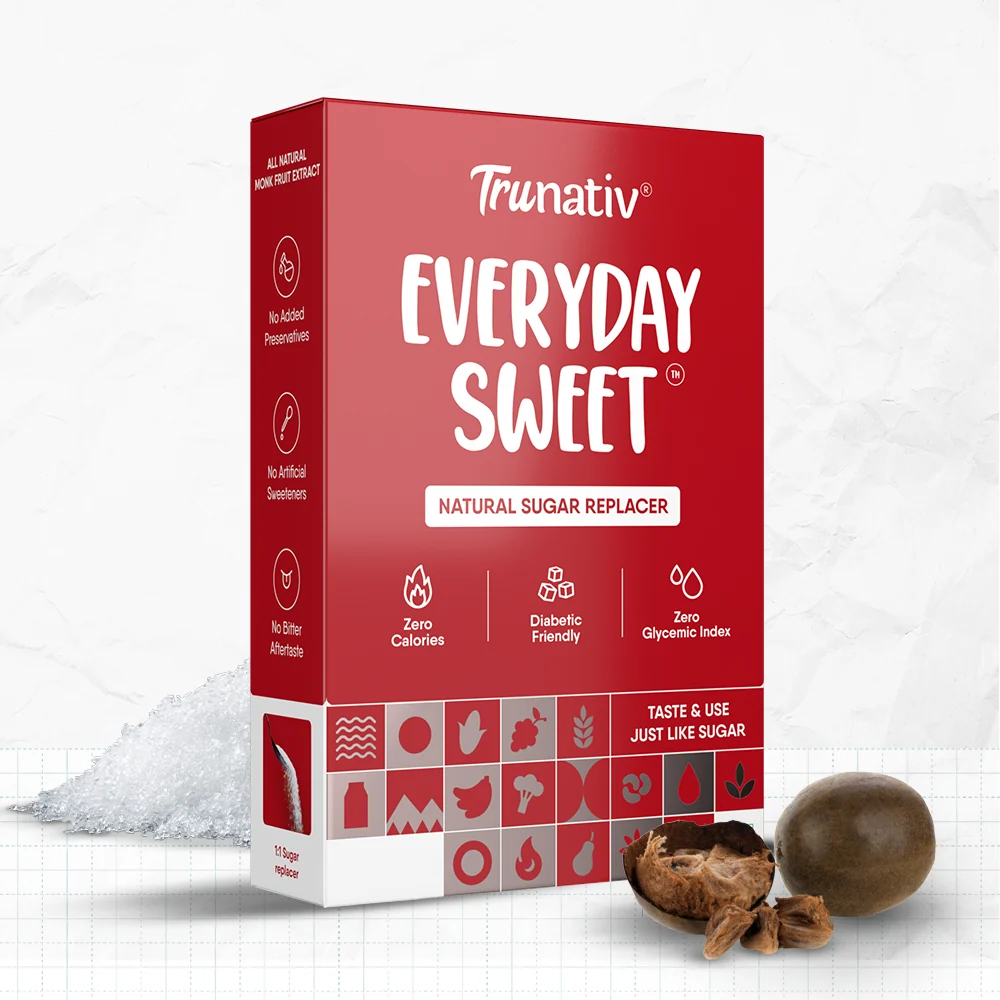 ALL NATURAL
MONK FRUIT EXTRACT
No Added
Preservatives
No Artificial
Sweeteners
No Bitter
Aftertaste
1:1 Sugar
replacer
Trunativ®
EVERYDAY
SWEET™
NATURAL SUGAR REPLACER
Zero
Calories
Diabetic
Friendly
Zero
Glycemic Index
TASTE & USE
JUST LIKE SUGAR